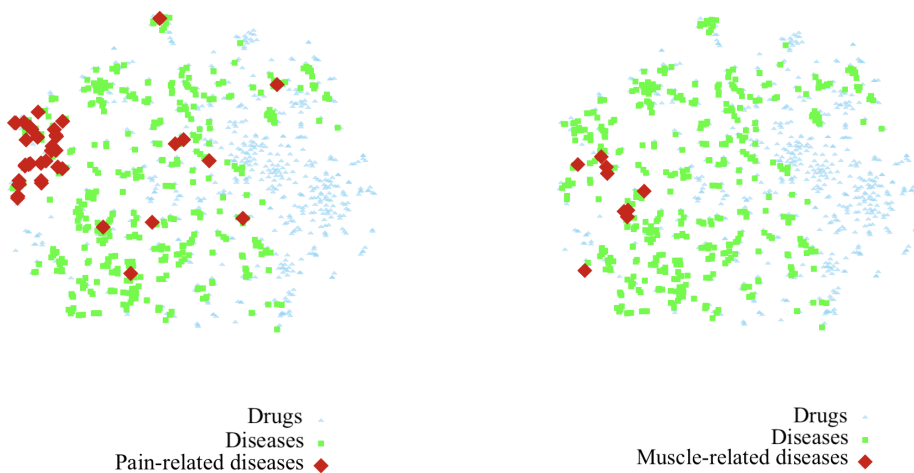 Drugs
Diseases
Pain-related diseases
Drugs
Diseases
Muscle-related diseases